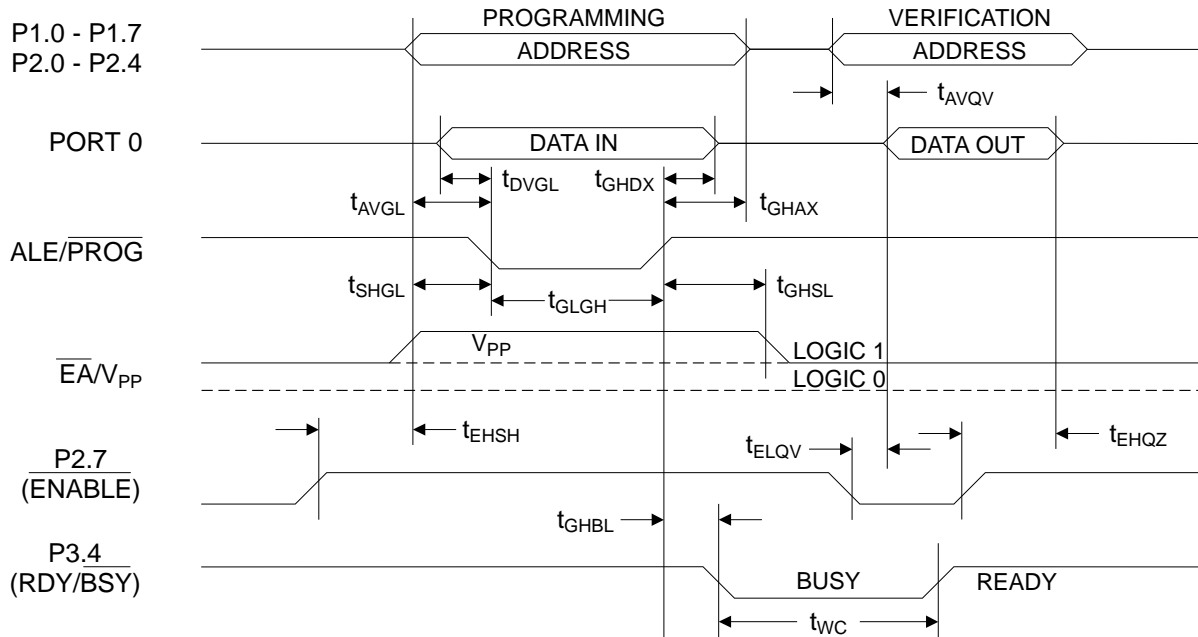 PROGRAMMING
VERIFICATION
P1.0 - P1.7
P2.0 - P2.4
ADDRESS
ADDRESS
tAVQV
PORT 0
DATA IN
DATA OUT
tDVGL
tGHDX
tAVGL
tGHAX
ALE/PROG
tSHGL
tGLGH
tGHSL
VPP
LOGIC 1
EA/VPP
LOGIC 0
tEHSH
tELQV
tEHQZ
P2.7
(ENABLE)
tGHBL
P3.4
(RDY/BSY)
BUSY
READY
tWC